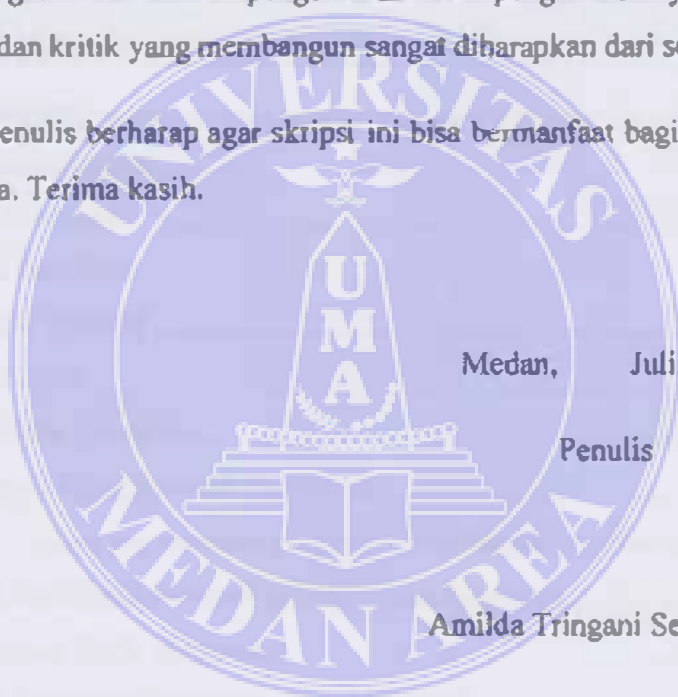 dan kritik yang membangun sangat diharapkan dari
enulis berharap agar skripsi ini bisa bermanfaat bagi
a. Terima kasih.
UNIVERSITAS
UMA
Medan, Juli
Penulis
MEDAN AREA
Amilda Tringani Se